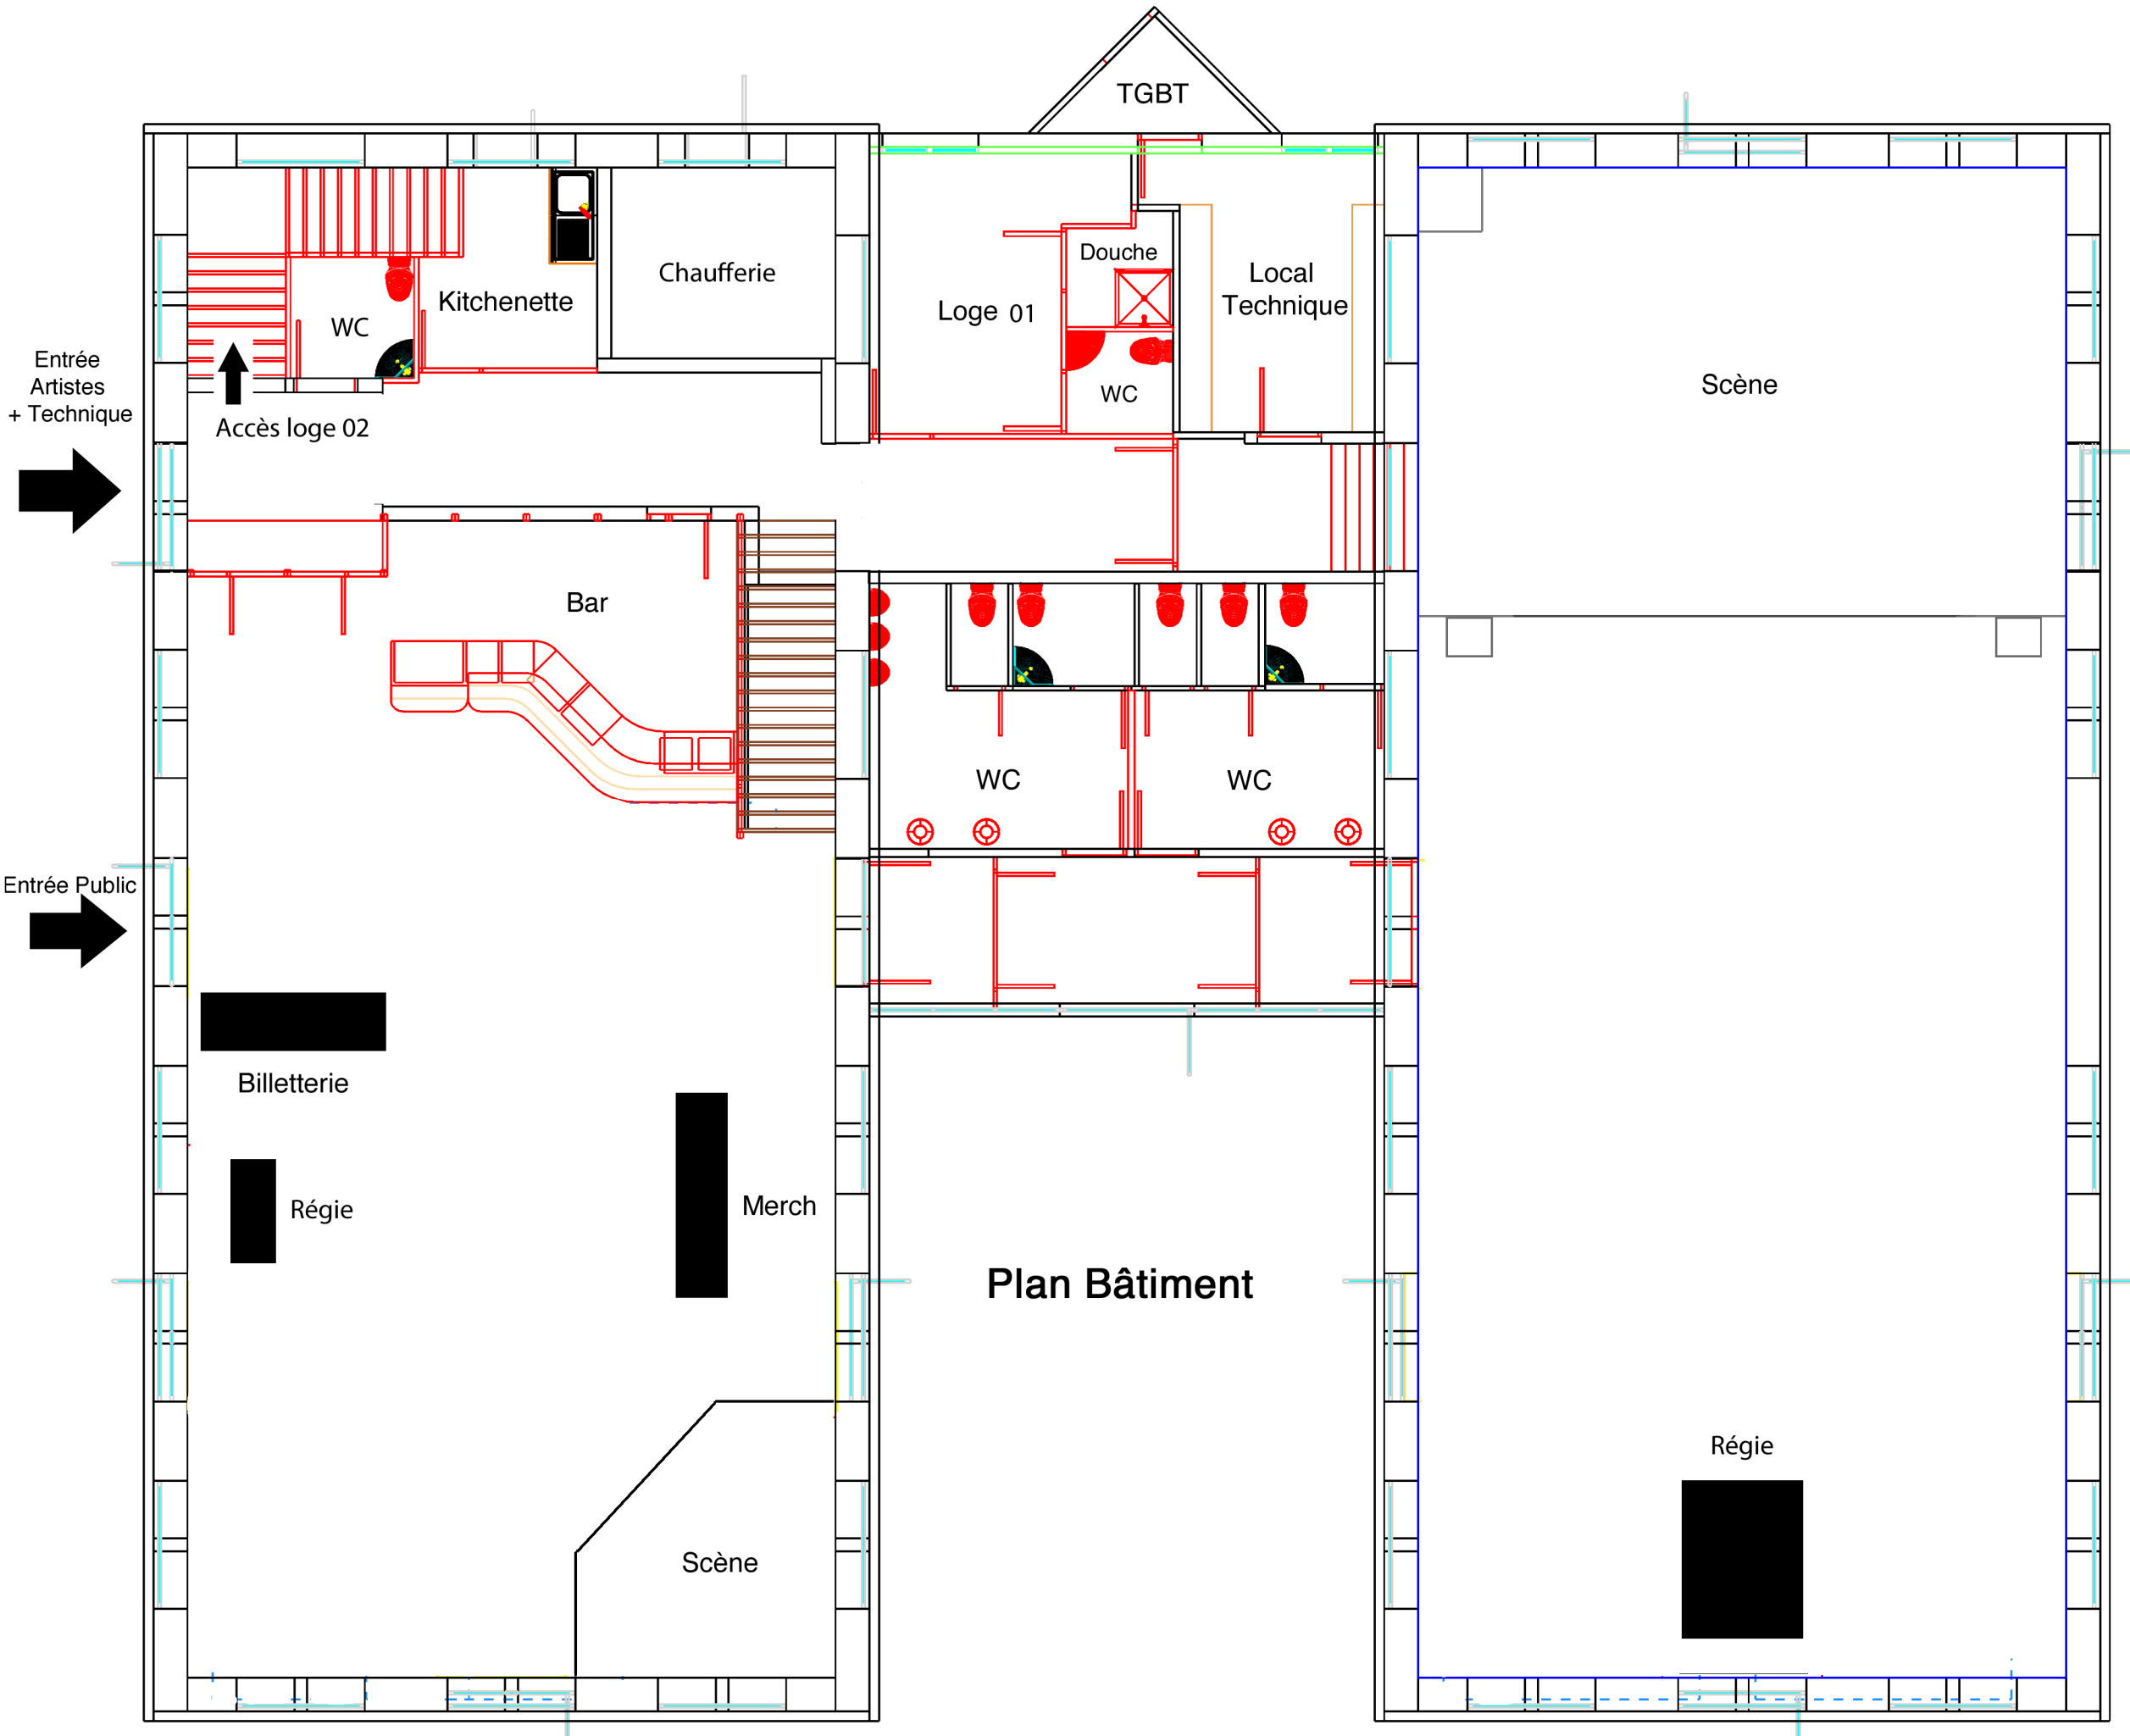 TGBT
Douche
Chaufferie
Local
Technique
Kitchenette
Loge 01
WC
Entrée
Artistes
+ Technique
Scène
WC
Accès loge 02
Bar
WC
WC
Entrée Public
Billetterie
Régie
Merch
Plan Bâtiment
Régie
Scène